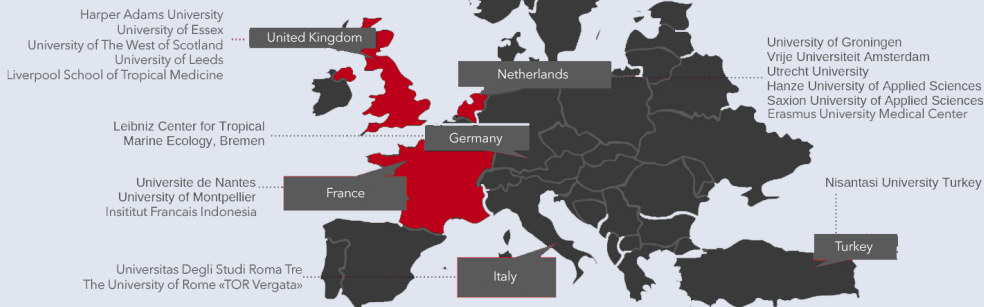 Harper Adams University
University of Essex
University of The West of Scotland
University of Leeds
Liverpool School of Tropical Medicine
United Kingdom
Netherlands
University of Groningen
Vrije Universiteit Amsterdam
Utrecht University
Hanze University of Applied Sciences
Saxion University of Applied Sciences
Erasmus University Medical Center
Leibniz Center for Tropical
Marine Ecology, Bremen
Germany
Universite de Nantes
University of Montpellier
Insititut Francais Indonesia
France
Nisantasi University Turkey
Turkey
Universitas Degli Studi Roma Tre
The University of Rome «TOR Vergata»
Italy